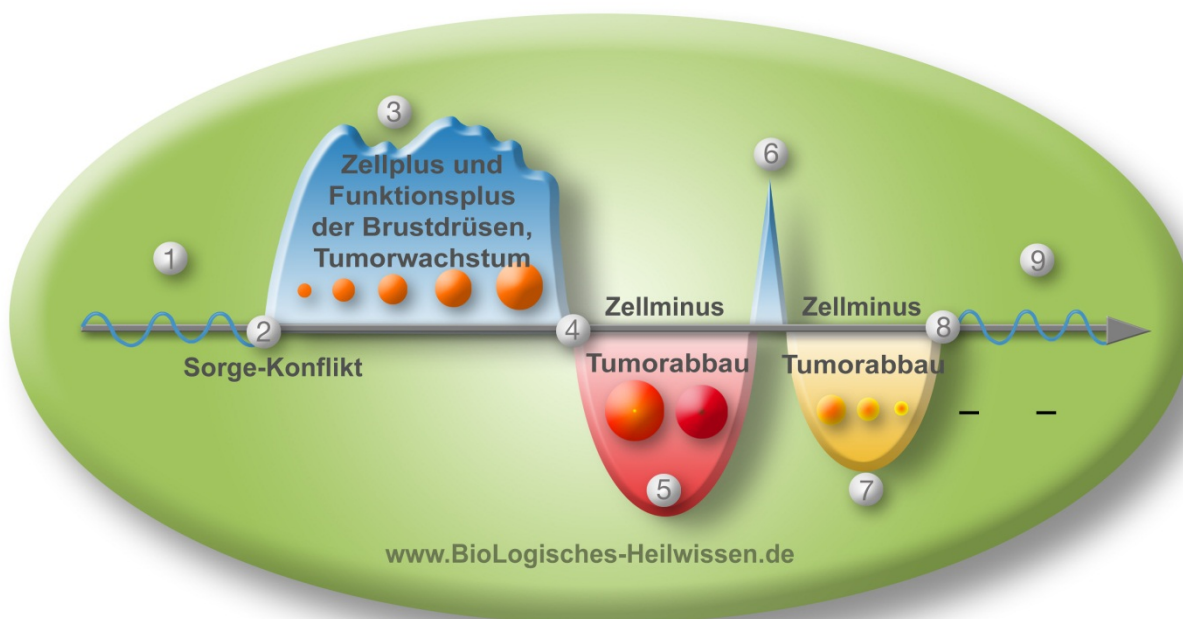 3
6
Zellplus und
Funktionsplus
der Brustdrüsen,
Tumorwachstum
1
9
2
4
Zellminus
Zellminus
8
Sorge-Konflikt
Tumorabbau
Tumorabbau
– –
5
7
www.BioLogisches-Heilwissen.de